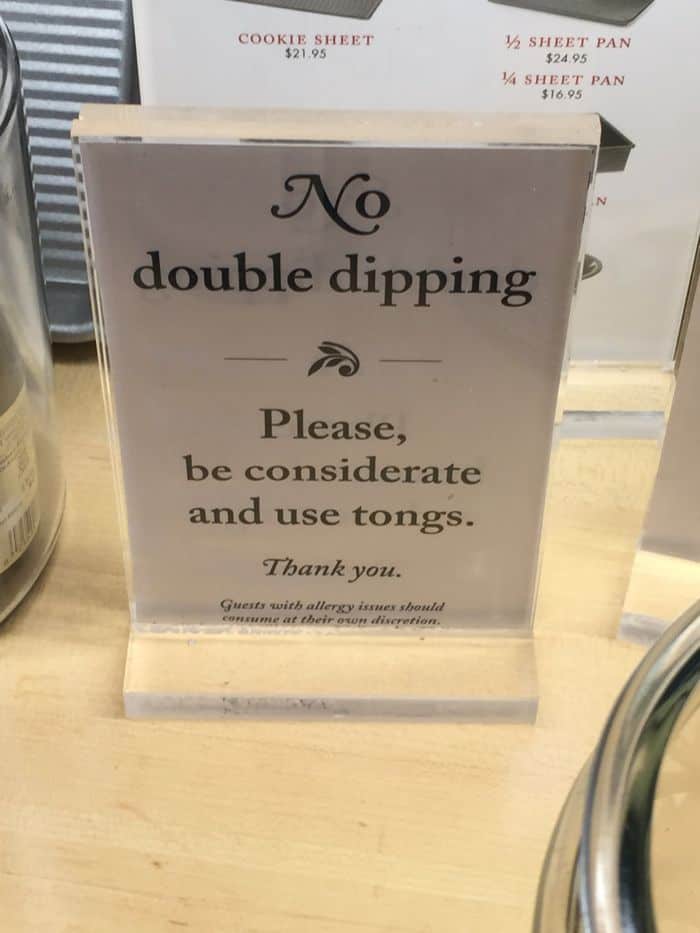 COOKIE SHEET
$21.95
½ SHEET PAN
$24.95
¼ SHEET PAN
$16.95
No
double dipping
Please,
be considerate
and use tongs.
Thank you.
Guests with allergy issues should
consume at their own discretion.